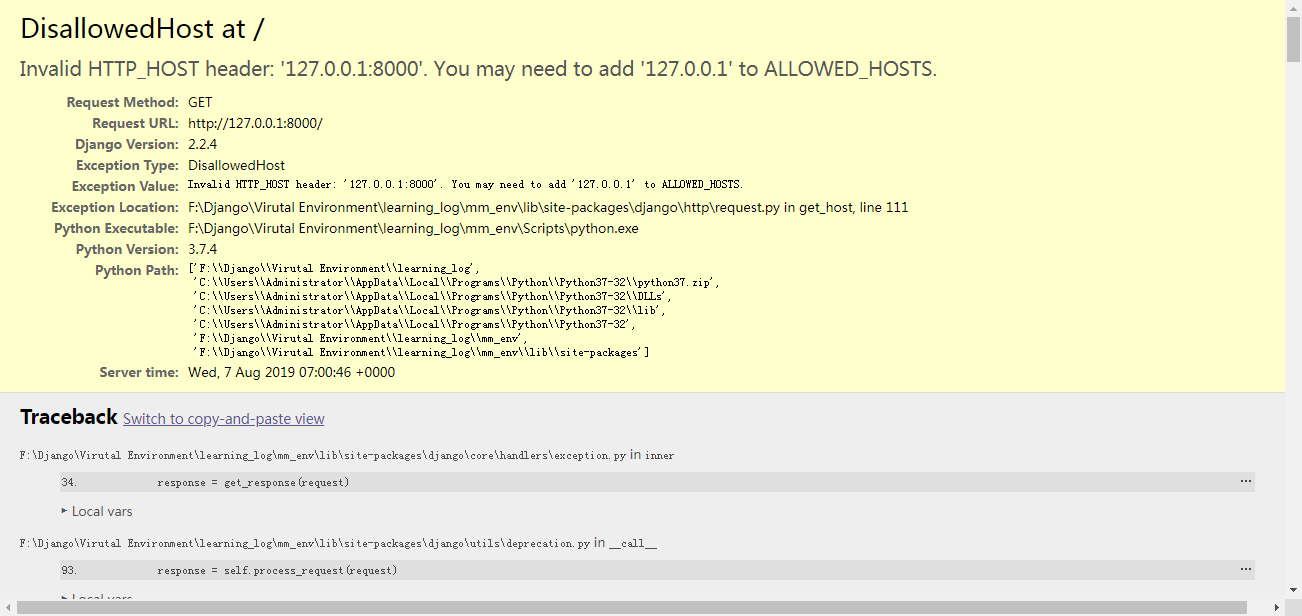 DisallowedHost at /
Invalid HTTP_HOST header: '127.0.0.1:8000'. You may need to add '127.0.0.1' to ALLOWED_HOSTS.
Request Method: GET
Request URL: http://127.0.0.1:8000/
Django Version: 2.2.4
Exception Type: DisallowedHost
Exception Value: Invalid HTTP_HOST header: '127.0.0.1:8000'. You may need to add '127.0.0.1' to ALLOWED_HOSTS.
Exception Location: F:\Django\Virutal Environment\learning_log\mm_env\lib\site-packages\django\http\request.py in get_host, line 111
Python Executable: F:\Django\Virutal Environment\learning_log\mm_env\Scripts\python.exe
Python Version: 3.7.4
Python Path: ['F:\\Django\\Virutal Environment\\learning_log',
'C:\\Users\\Administrator\\AppData\\Local\\Programs\\Python\\Python37-32\\python37.zip',
'C:\\Users\\Administrator\\AppData\\Local\\Programs\\Python\\Python37-32\\DLLs',
'C:\\Users\\Administrator\\AppData\\Local\\Programs\\Python\\Python37-32\\lib',
'C:\\Users\\Administrator\\AppData\\Local\\Programs\\Python\\Python37-32',
'F:\\Django\\Virutal Environment\\learning_log\\mm_env',
'F:\\Django\\Virutal Environment\\learning_log\\mm_env\\lib\\site-packages']
Server time: Wed, 7 Aug 2019 07:00:46 +0000
Traceback Switch to copy-and-paste view
F:\Django\Virutal Environment\learning_log\mm_env\lib\site-packages\django\core\handlers\exception.py in inner
34. response = get_response(request) ...
▸ Local vars
F:\Django\Virutal Environment\learning_log\mm_env\lib\site-packages\django\utils\deprecation.py in __call__
93. response = self.process_request(request) ...
▸ Local vars